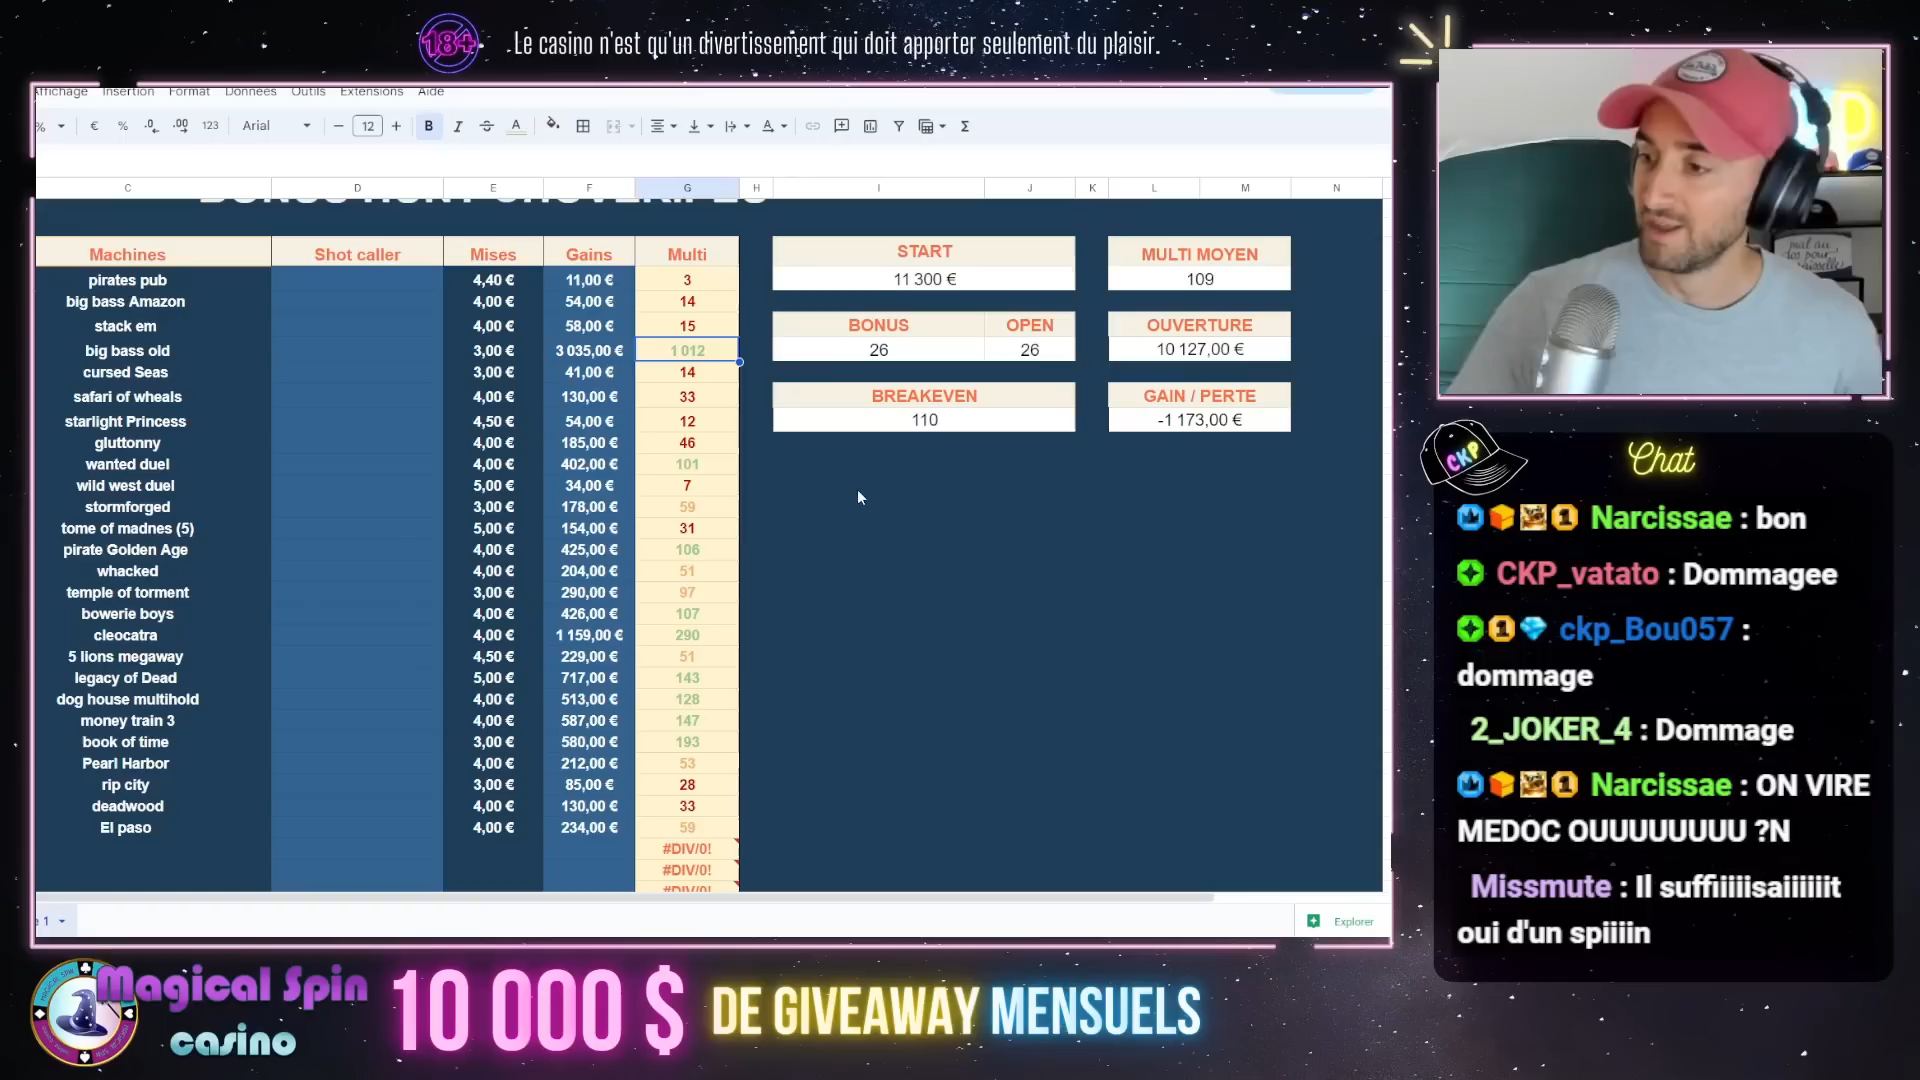 18+
Le casino n'est qu'un divertissement qui doit apporter seulement du plaisir.
Affichage Insertion Format Données Outils Extensions Aide
% € % .0 .00 123 Arial − 12 + B I S A Σ
C D E F G H I J K L M N
Machines Shot caller Mises Gains Multi
pirates pub 4,40 € 11,00 € 3
big bass Amazon 4,00 € 54,00 € 14
stack em 4,00 € 58,00 € 15
big bass old 3,00 € 3 035,00 € 1 012
cursed Seas 3,00 € 41,00 € 14
safari of wheals 4,00 € 130,00 € 33
starlight Princess 4,50 € 54,00 € 12
gluttonny 4,00 € 185,00 € 46
wanted duel 4,00 € 402,00 € 101
wild west duel 5,00 € 34,00 € 7
stormforged 3,00 € 178,00 € 59
tome of madnes (5) 5,00 € 154,00 € 31
pirate Golden Age 4,00 € 425,00 € 106
whacked 4,00 € 204,00 € 51
temple of torment 3,00 € 290,00 € 97
bowerie boys 4,00 € 426,00 € 107
cleocatra 4,00 € 1 159,00 € 290
5 lions megaway 4,50 € 229,00 € 51
legacy of Dead 5,00 € 717,00 € 143
dog house multihold 4,00 € 513,00 € 128
money train 3 4,00 € 587,00 € 147
book of time 3,00 € 580,00 € 193
Pearl Harbor 4,00 € 212,00 € 53
rip city 3,00 € 85,00 € 28
deadwood 4,00 € 130,00 € 33
El paso 4,00 € 234,00 € 59
#DIV/0!
#DIV/0!
#DIV/0!
START
11 300 €
BONUS OPEN
26 26
BREAKEVEN
110
MULTI MOYEN
109
OUVERTURE
10 127,00 €
GAIN / PERTE
-1 173,00 €
1
Explorer
CKP
Chat
Narcissae : bon
CKP_vatato : Dommagee
ckp_Bou057 :
dommage
2_JOKER_4 : Dommage
Narcissae : ON VIRE
MEDOC OUUUUUUUU ?N
Missmute : Il suffiiiisaiiiiiit
oui d'un spiiiin
Magical Spin
casino
10 000 $ DE GIVEAWAY MENSUELS